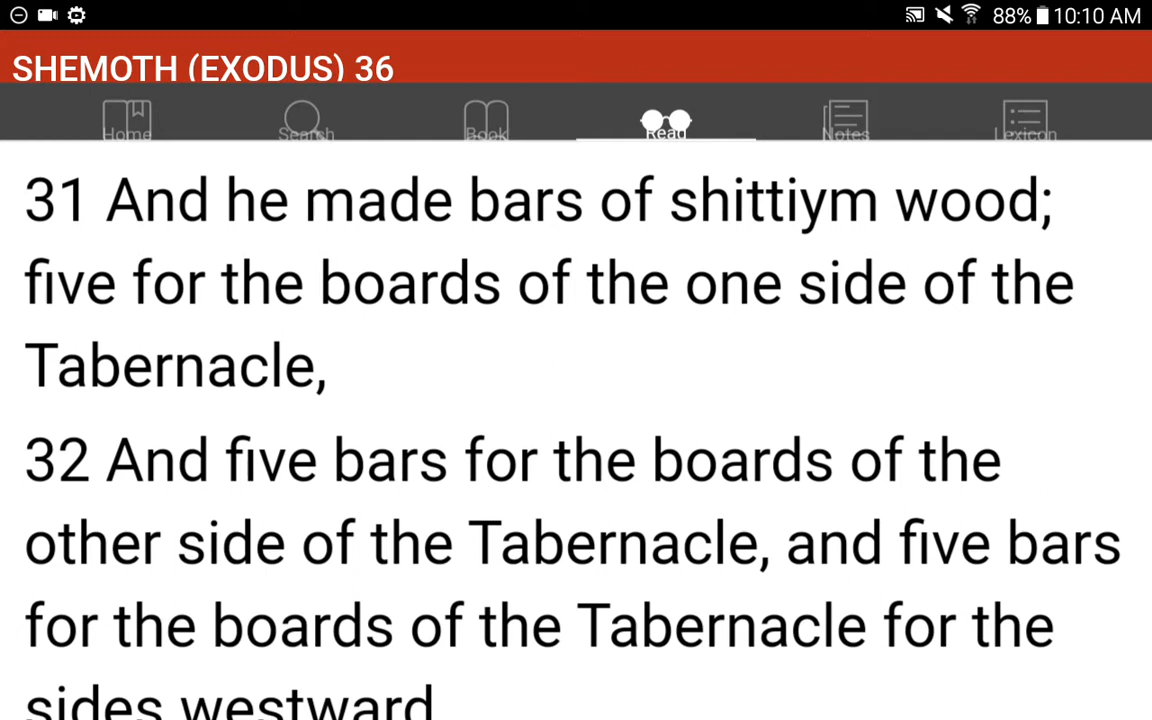 88% 10:10 AM
SHEMOTH (EXODUS) 36
Home Search Book Read Notes Lexicon
31 And he made bars of shittiym wood;
five for the boards of the one side of the
Tabernacle,
32 And five bars for the boards of the
other side of the Tabernacle, and five bars
for the boards of the Tabernacle for the
sides westward